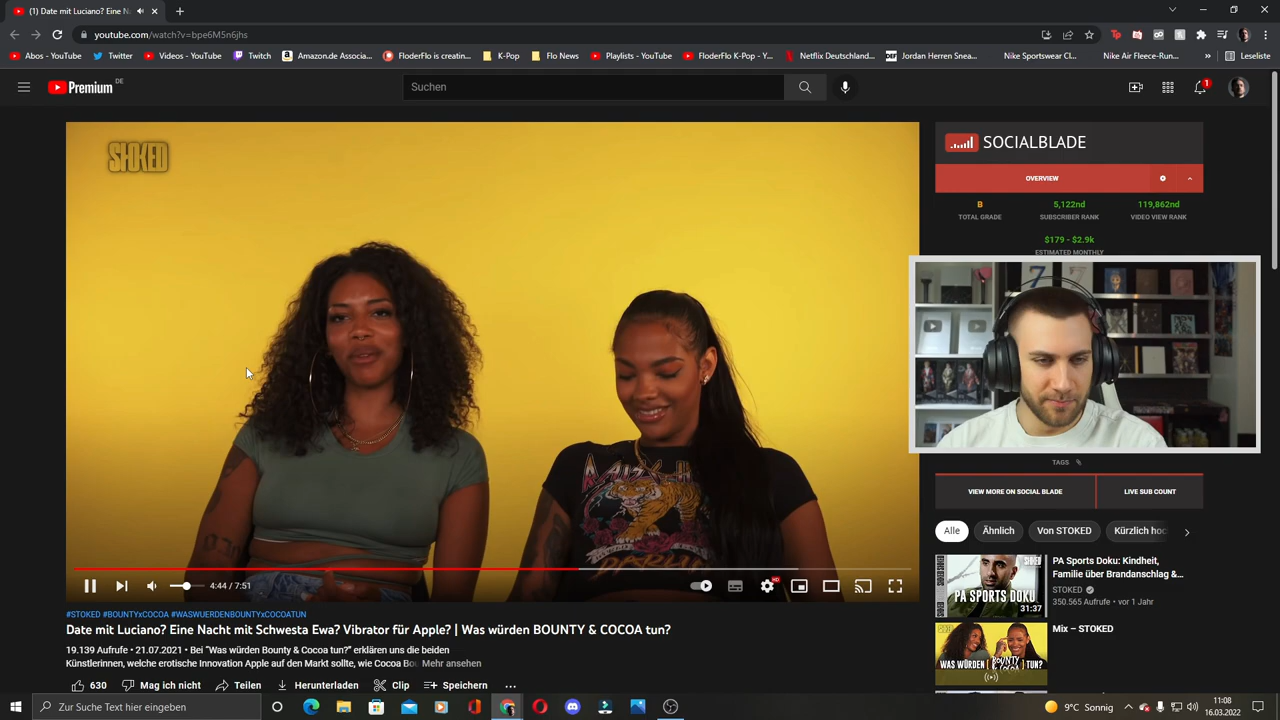 (1) Date mit Luciano? Eine N
youtube.com/watch?v=bpe6M5n6jhs
Abos - YouTube
Twitter
Videos - YouTube
Twitch
Amazon.de Associate...
FloderFlo is creatin...
K-Pop
Flo News
Playlists - YouTube
FloderFlo K-Pop - Y...
Netflix Deutschland...
Jordan Herren Snea...
Nike Sportswear Cl...
Nike Air Fleece-Run...
»
Leseliste
Premium DE
Suchen
1
STOKED
SOCIALBLADE
OVERVIEW
B
5,122nd
119,862nd
TOTAL GRADE
SUBSCRIBER RANK
VIDEO VIEW RANK
$179 - $2.9k
ESTIMATED MONTHLY
TAGS
VIEW MORE ON SOCIAL BLADE
LIVE SUB COUNT
Alle
Ähnlich
Von STOKED
Kürzlich hoc
PA SPORTS DOKU
31:37
PA Sports Doku: Kindheit,
Familie über Brandanschlag &...
STOKED
350.565 Aufrufe • vor 1 Jahr
WAS WÜRDEN BOUNTY & COCOA TUN?
Mix – STOKED
4:44 / 7:51
HD
#STOKED #BOUNTYxCOCOA #WASWUERDENBOUNTYxCOCOATUN
Date mit Luciano? Eine Nacht mit Schwesta Ewa? Vibrator für Apple? | Was würden BOUNTY & COCOA tun?
19.139 Aufrufe • 21.07.2021 • Bei "Was würden Bounty & Cocoa tun?" erklären uns die beiden
Künstlerinnen, welche erotische Innovation Apple auf den Markt sollte, wie Cocoa Bo
Mehr ansehen
630
Mag ich nicht
Teilen
Herunterladen
Clip
Speichern
...
Zur Suche Text hier eingeben
9°C Sonnig
11:08
16.03.2022